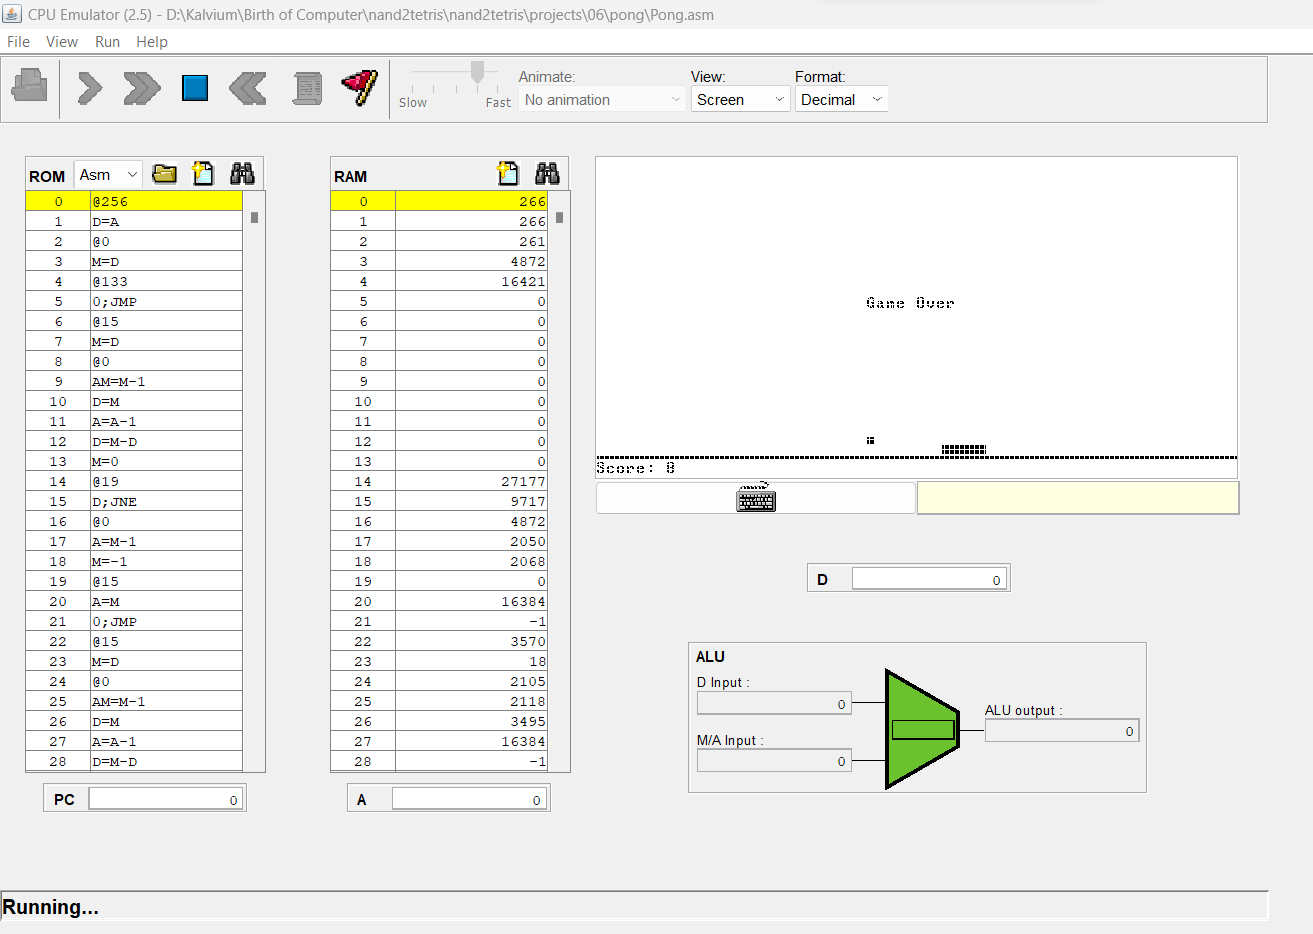 CPU Emulator (2.5) - D:\Kalvium\Birth of Computer\nand2tetris\nand2tetris\projects\06\pong\Pong.asm
File View Run Help
Animate: View: Format:
Slow Fast No animation Screen Decimal
ROM Asm
0 @256
1 D=A
2 @0
3 M=D
4 @133
5 0;JMP
6 @15
7 M=D
8 @0
9 AM=M-1
10 D=M
11 A=A-1
12 D=M-D
13 M=0
14 @19
15 D;JNE
16 @0
17 A=M-1
18 M=-1
19 @15
20 A=M
21 0;JMP
22 @15
23 M=D
24 @0
25 AM=M-1
26 D=M
27 A=A-1
28 D=M-D
PC 0
RAM
0 266
1 266
2 261
3 4872
4 16421
5 0
6 0
7 0
8 0
9 0
10 0
11 0
12 0
13 0
14 27177
15 9717
16 4872
17 2050
18 2068
19 0
20 16384
21 -1
22 3570
23 18
24 2105
25 2118
26 3495
27 16384
28 -1
A 0
Game Over
Score: 0
D 0
ALU
D Input :
0
M/A Input :
0
ALU output :
0
Running...